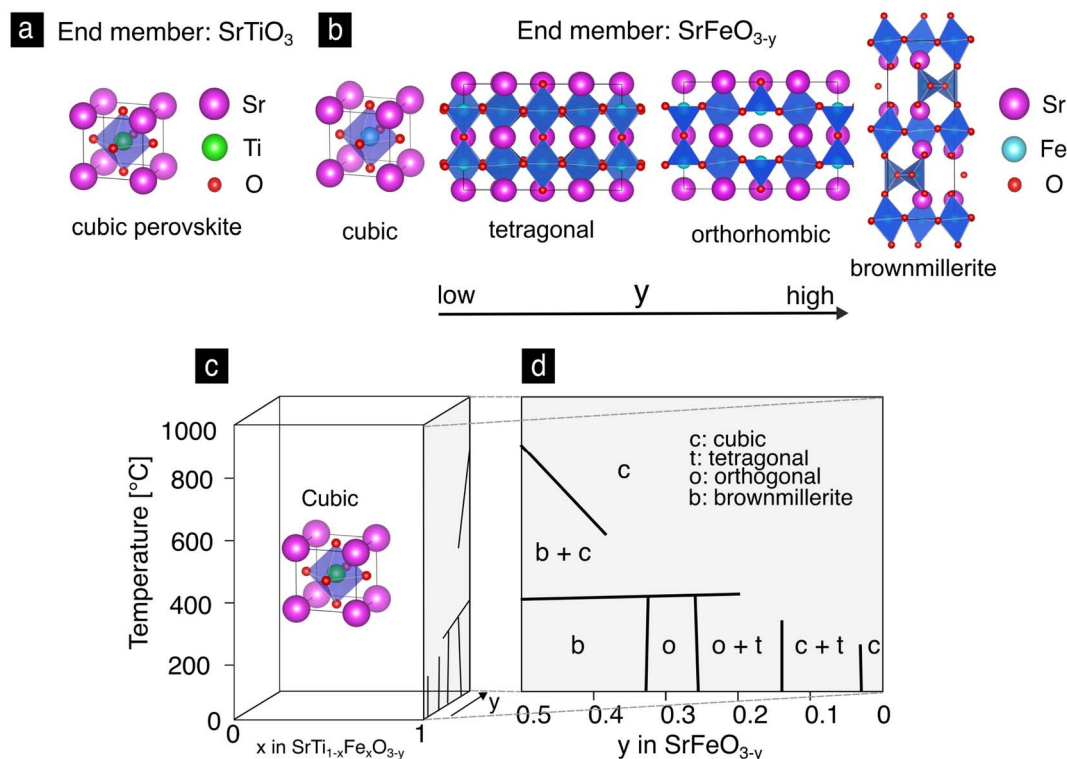 a End member: SrTiO3
b End member: SrFeO3-y
Sr
Ti
O
cubic perovskite
cubic
tetragonal
orthorhombic
brownmillerite
Sr
Fe
O
low y high
c
Temperature [°C]
1000
800
600
400
200
0
Cubic
0 1
x in SrTi1-xFexO3-y
y
d
c: cubic
t: tetragonal
o: orthogonal
b: brownmillerite
c
b + c
b o o + t c + t c
0.5 0.4 0.3 0.2 0.1 0
y in SrFeO3-y